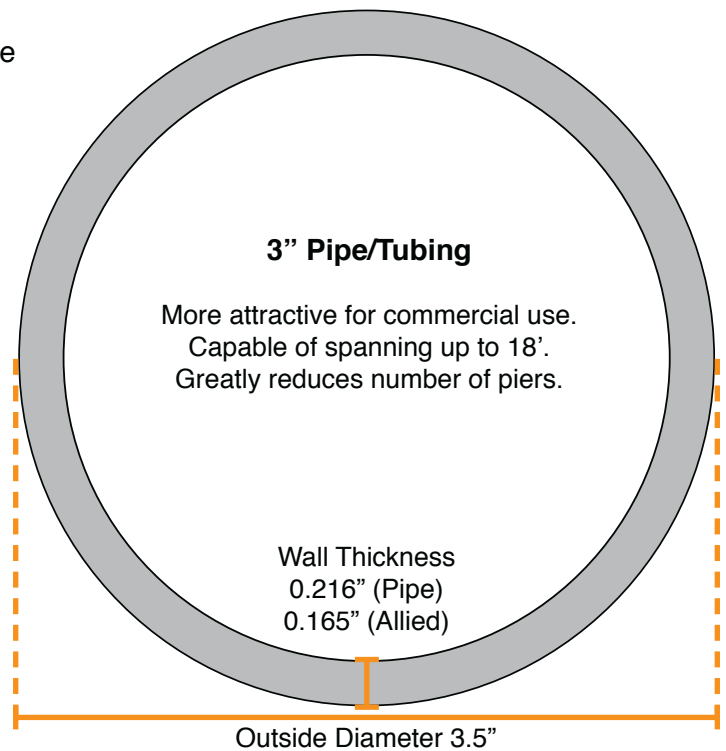 e
3” Pipe/Tubing
More attractive for commercial use.
Capable of spanning up to 18’.
Greatly reduces number of piers.
Wall Thickness
0.216” (Pipe)
0.165” (Allied)
Outside Diameter 3.5”